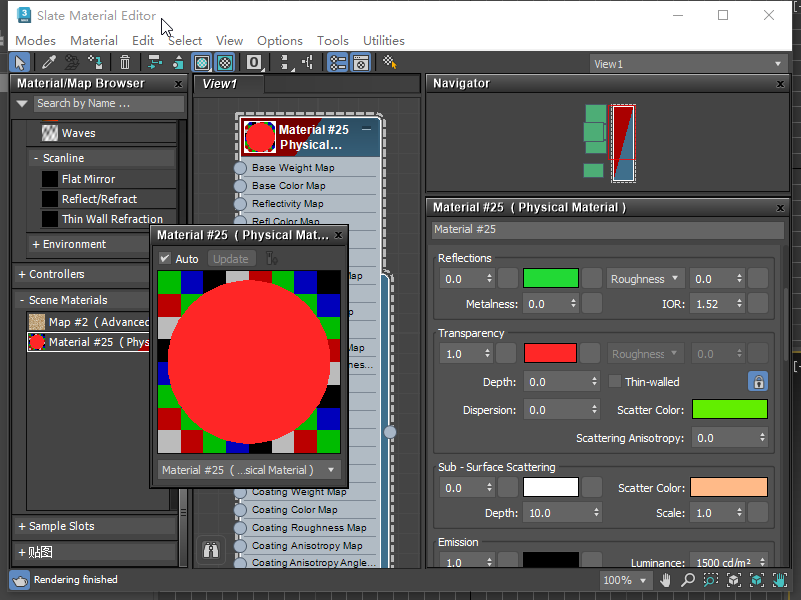 3
Slate Material Editor
Modes Material Edit Select View Options Tools Utilities
0
View1
Material/Map Browser
Search by Name ...
Waves
- Scanline
Flat Mirror
Reflect/Refract
Thin Wall Refraction
+ Environment
+ Controllers
- Scene Materials
Map #2 ( Advanced
Material #25 ( Phys
+ Sample Slots
+ 贴图
Rendering finished
View1
Material #25
Physical...
Base Weight Map
Base Color Map
Reflectivity Map
Refl Color Map
Material #25 ( Physical Mat...
Auto Update
Material #25 ( ...sical Material )
Coating Weight Map
Coating Color Map
Coating Roughness Map
Coating Anisotropy Map
Coating Anisotropy Angle...
Navigator
Material #25 ( Physical Material )
Material #25
Reflections
0.0 Roughness 0.0
Metalness: 0.0 IOR: 1.52
Transparency
1.0 Roughness 0.0
Depth: 0.0 Thin-walled
Dispersion: 0.0 Scatter Color:
Scattering Anisotropy: 0.0
Sub - Surface Scattering
0.0 Scatter Color:
Depth: 10.0 Scale: 1.0
Emission
1.0 Luminance: 1500 cd/m²
100%